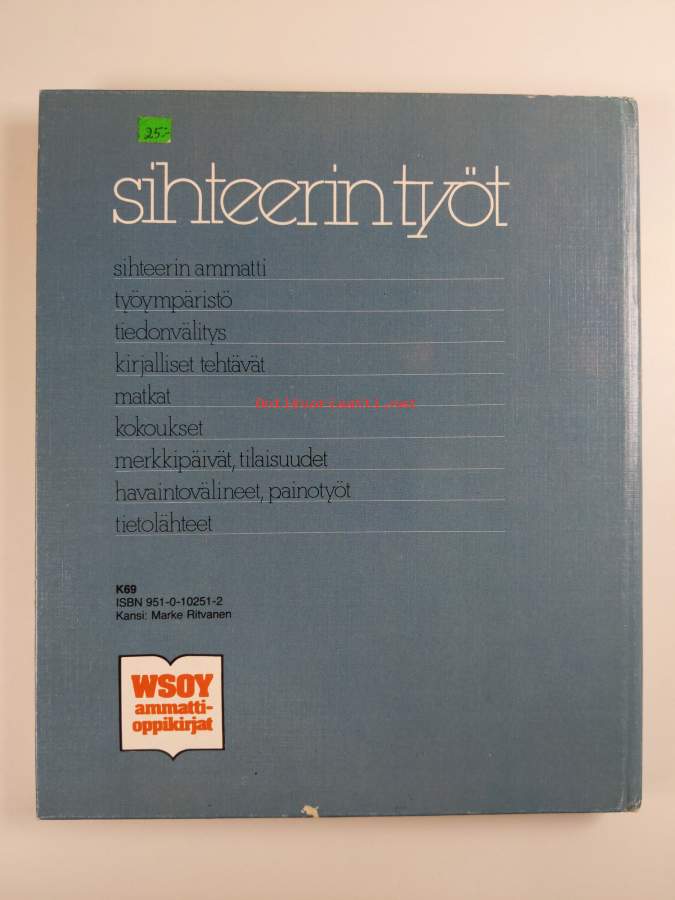 25:-
sihteerin työt
sihteerin ammatti
työympäristö
tiedonvälitys
kirjalliset tehtävät
matkat
kokoukset
merkkipäivät, tilaisuudet
havaintovälineet, painotyöt
tietolähteet
K69
ISBN 951-0-10251-2
Kansi: Marke Ritvanen
WSOY
ammatti-
oppikirjat